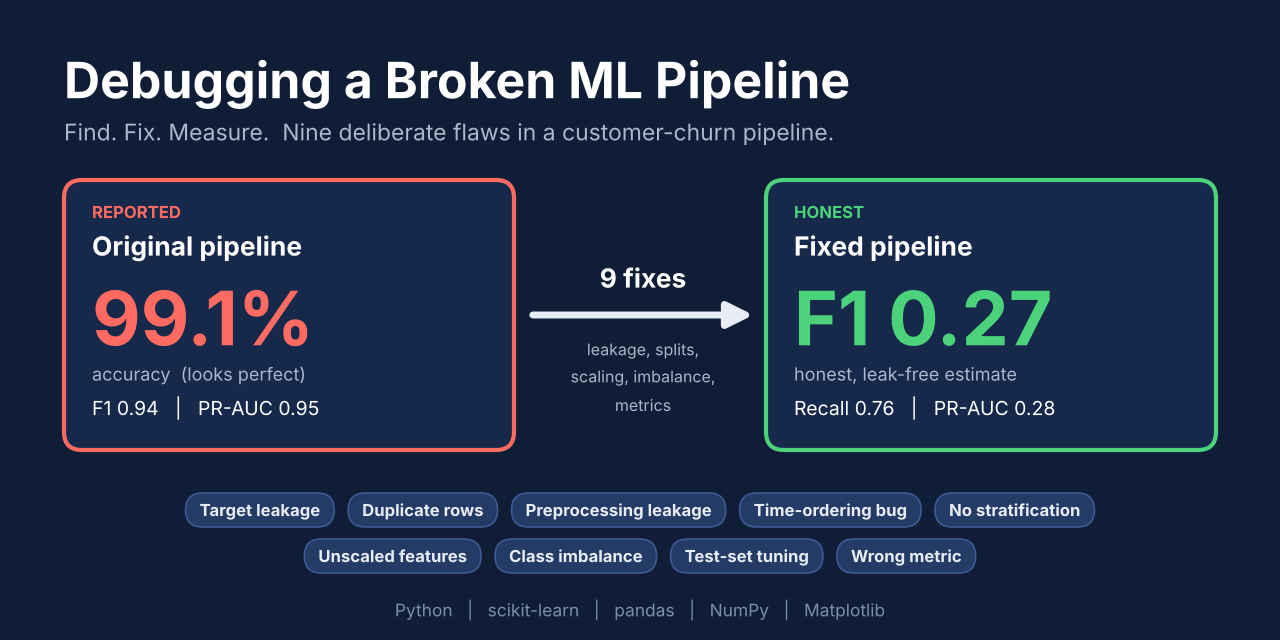 Debugging a Broken ML Pipeline
Find. Fix. Measure.  Nine deliberate flaws in a customer-churn pipeline.
REPORTED
Original pipeline
99.1%
accuracy  (looks perfect)
F1 0.94  |  PR-AUC 0.95
9 fixes
leakage, splits,
scaling, imbalance,
metrics
HONEST
Fixed pipeline
F1 0.27
honest, leak-free estimate
Recall 0.76  |  PR-AUC 0.28
Target leakage  Duplicate rows  Preprocessing leakage  Time-ordering bug  No stratification
Unscaled features  Class imbalance  Test-set tuning  Wrong metric
Python  |  scikit-learn  |  pandas  |  NumPy  |  Matplotlib